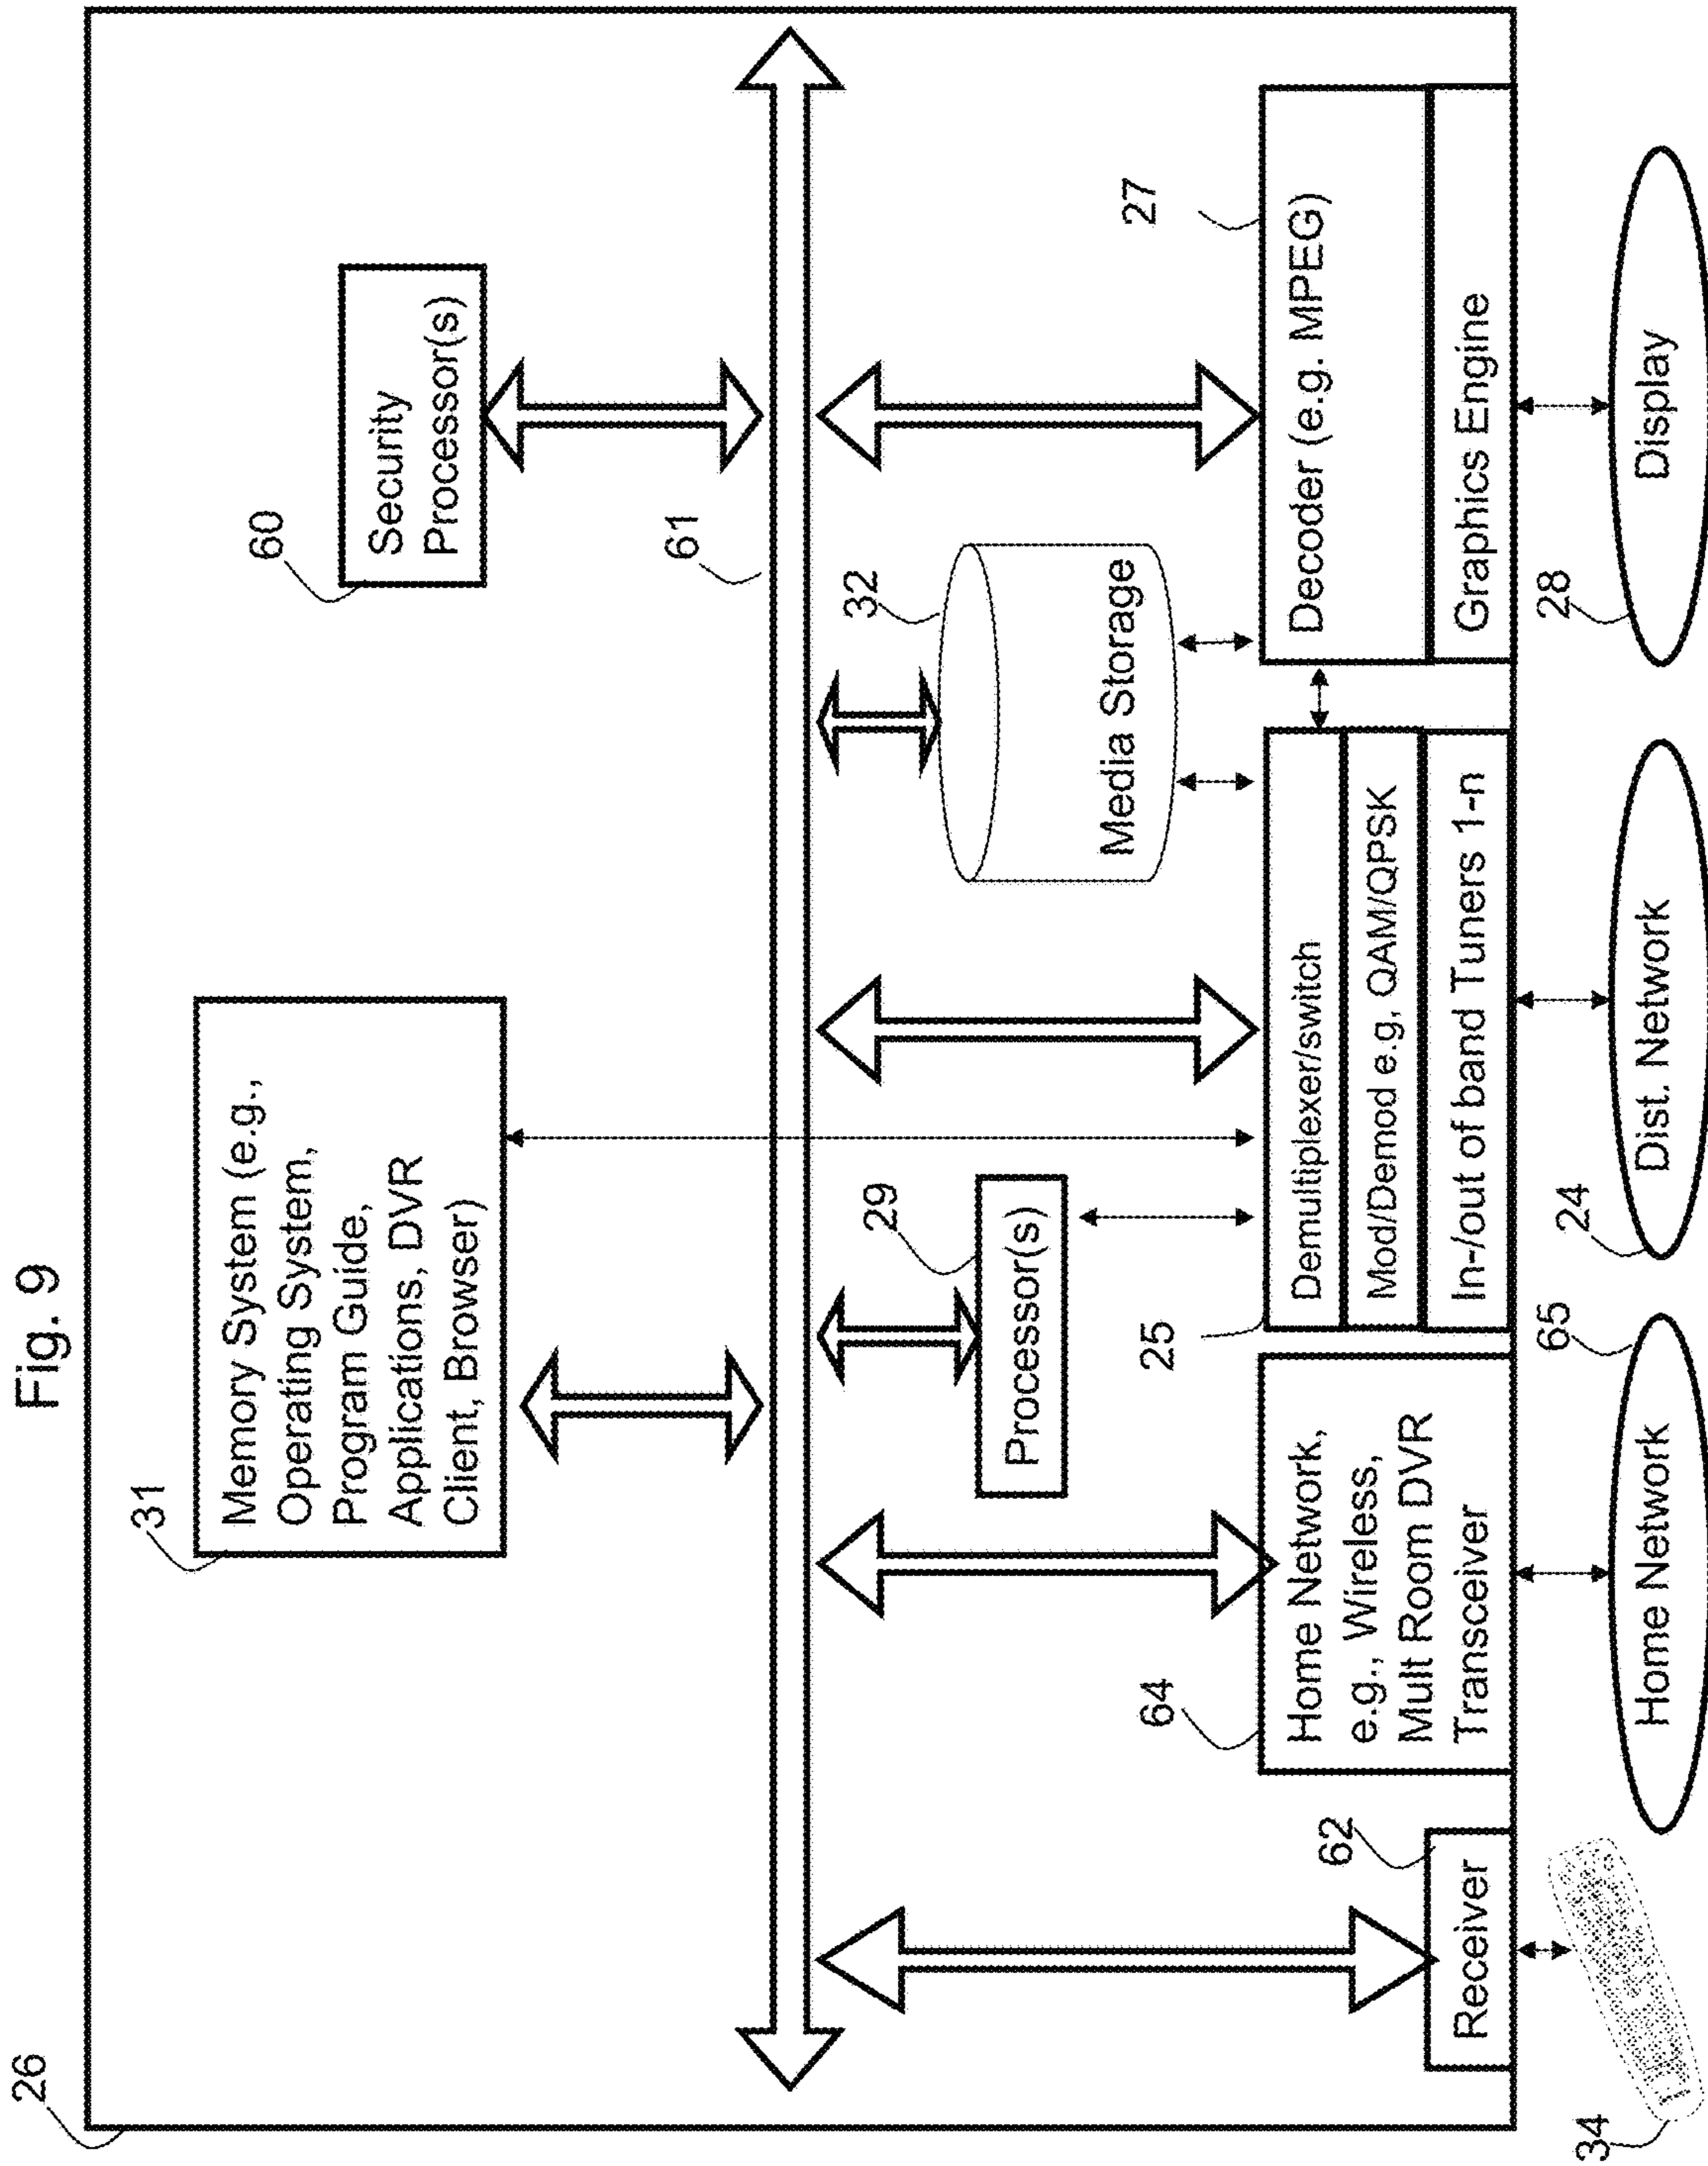 Fig. 9
26
31
Memory System (e.g.,
Operating System,
Program Guide,
Applications, DVR
Client, Browser)
60
Security
Processor(s)
61
29
Processor(s)
32
Media Storage
62
Receiver
64
Home Network,
e.g., Wireless,
Mult Room DVR
Transceiver
25
Demultiplexer/switch
Mod/Demod e.g, QAM/QPSK
In-/out of band Tuners 1-n
27
Decoder (e.g. MPEG)
Graphics Engine
34
65
Home Network
24
Dist. Network
28
Display